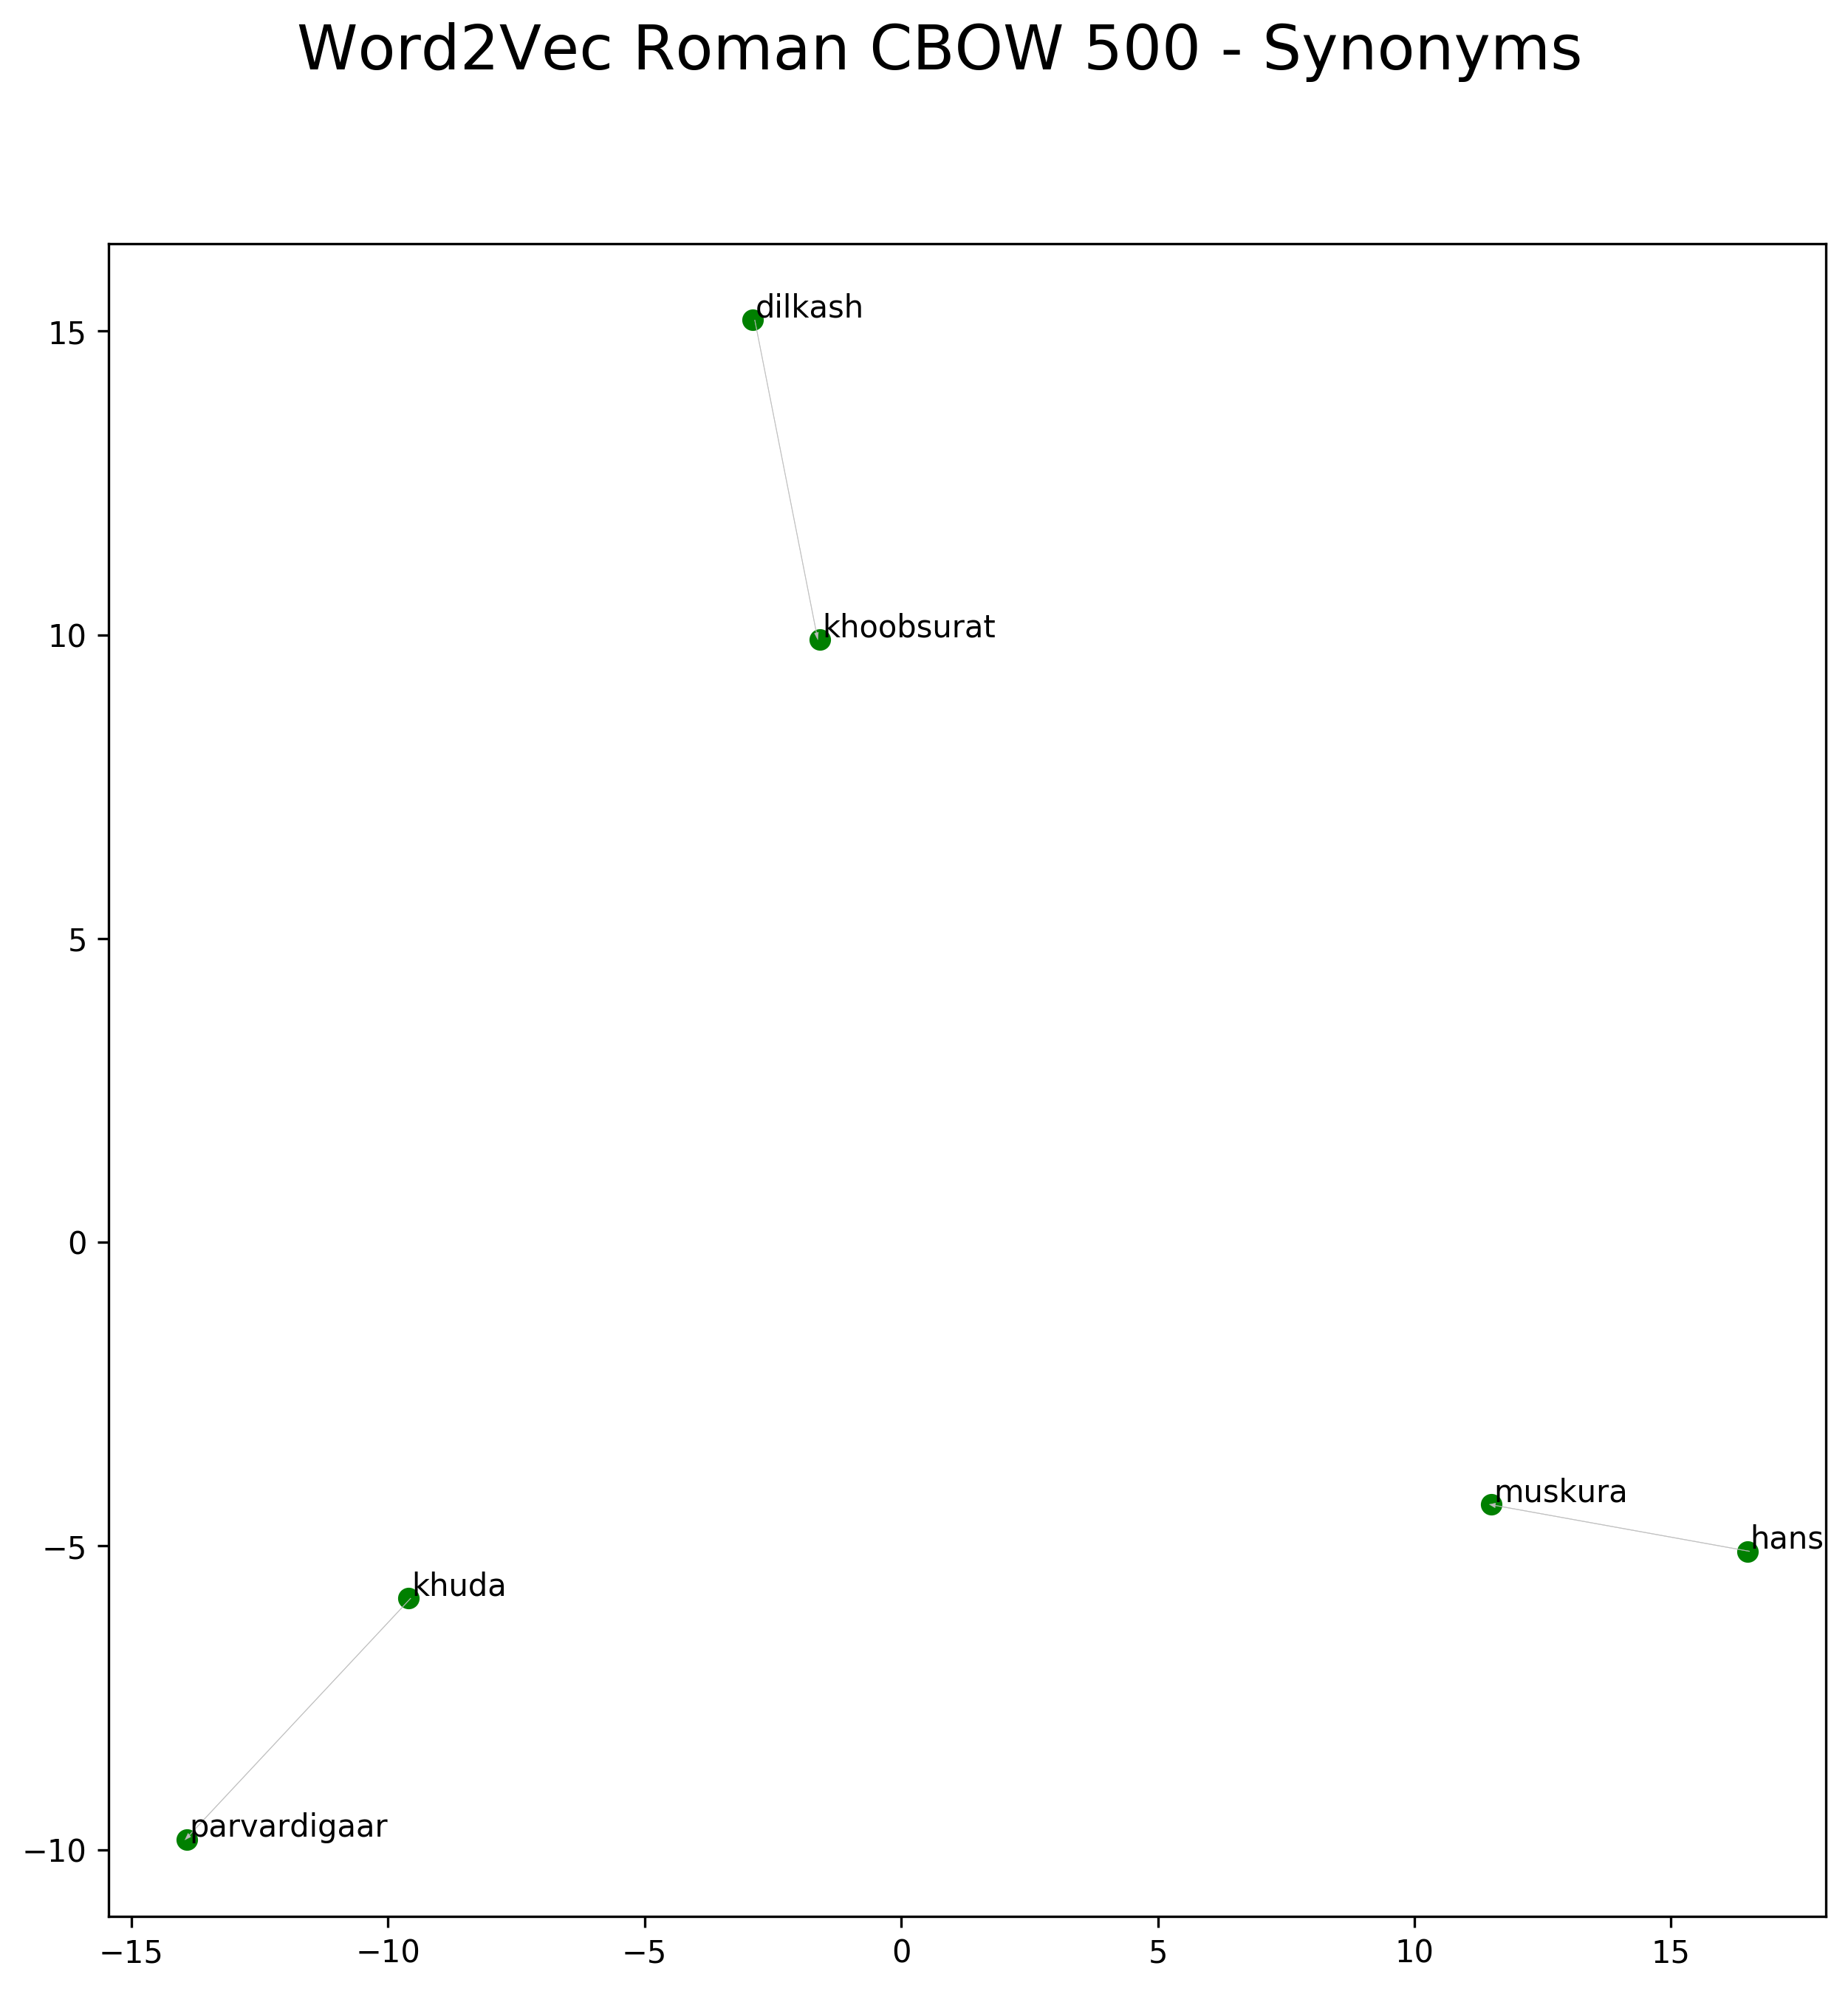 Word2Vec Roman CBOW 500 - Synonyms
dilkash
15
khoobsurat
10
5
0
muskura
hans
−5
khuda
parvardigaar
−10
−15 −10 −5 0 5 10 15